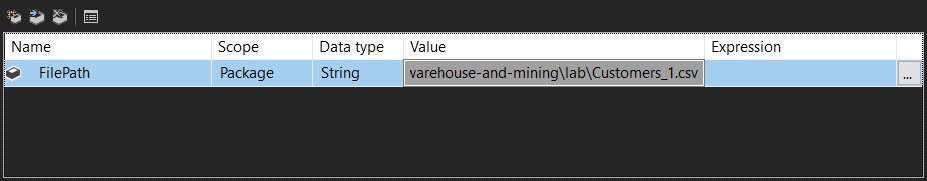 Name Scope Data type Value Expression
FilePath Package String varehouse-and-mining\lab\Customers_1.csv ...